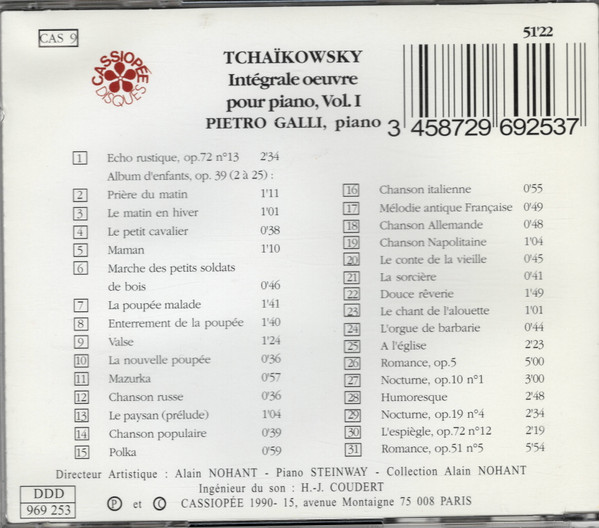 CAS 9
CASSIOPÉE
DISQUES
TCHAÏKOWSKY
Intégrale oeuvre
pour piano, Vol. I
PIETRO GALLI, piano
51'22
3 458729 692537
1 Echo rustique, op.72 n°13 2'34
Album d'enfants, op. 39 (2 à 25) :
2 Prière du matin 1'11
3 Le matin en hiver 1'01
4 Le petit cavalier 0'38
5 Maman 1'10
6 Marche des petits soldats
de bois 0'46
7 La poupée malade 1'41
8 Enterrement de la poupée 1'40
9 Valse 1'24
10 La nouvelle poupée 0'36
11 Mazurka 0'57
12 Chanson russe 0'36
13 Le paysan (prélude) 1'04
14 Chanson populaire 0'39
15 Polka 0'59
16 Chanson italienne 0'55
17 Mélodie antique Française 0'49
18 Chanson Allemande 0'48
19 Chanson Napolitaine 1'04
20 Le conte de la vieille 0'45
21 La sorcière 0'41
22 Douce rêverie 1'49
23 Le chant de l'alouette 1'01
24 L'orgue de barbarie 0'44
25 A l'église 2'23
26 Romance, op.5 5'00
27 Nocturne, op.10 n°1 3'00
28 Humoresque 2'48
29 Nocturne, op.19 n°4 2'34
30 L'espiègle, op.72 n°12 2'19
31 Romance, op.51 n°5 5'54
Directeur Artistique : Alain NOHANT - Piano STEINWAY - Collection Alain NOHANT
Ingénieur du son : H.-J. COUDERT
DDD
969 253
Ⓟ et Ⓒ CASSIOPÉE 1990- 15, avenue Montaigne 75 008 PARIS